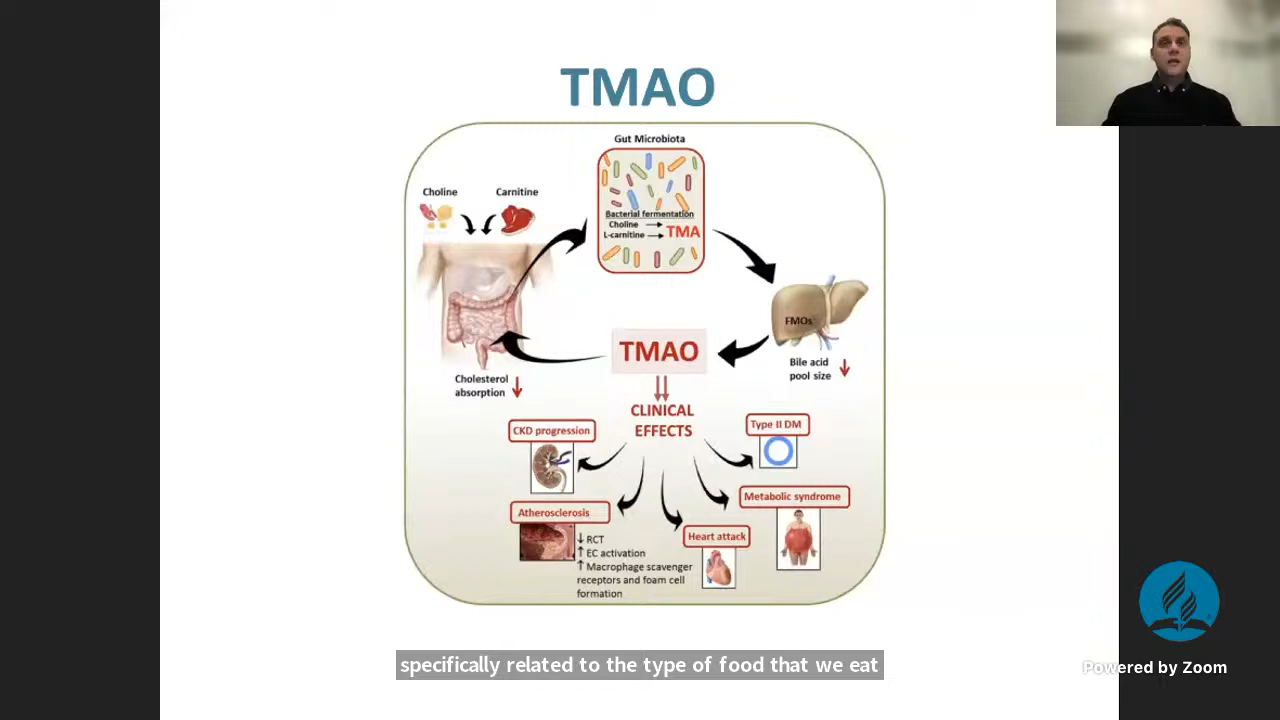 TMAO
Gut Microbiota
Choline
Carnitine
Bacterial fermentation
Choline
L-carnitine
TMA
FMOs
TMAO
Bile acid
pool size
Cholesterol
absorption
CLINICAL
EFFECTS
CKD progression
Type II DM
Atherosclerosis
Metabolic syndrome
↓ RCT
↑ EC activation
↑ Macrophage scavenger
receptors and foam cell
formation
Heart attack
specifically related to the type of food that we eat
Powered by Zoom